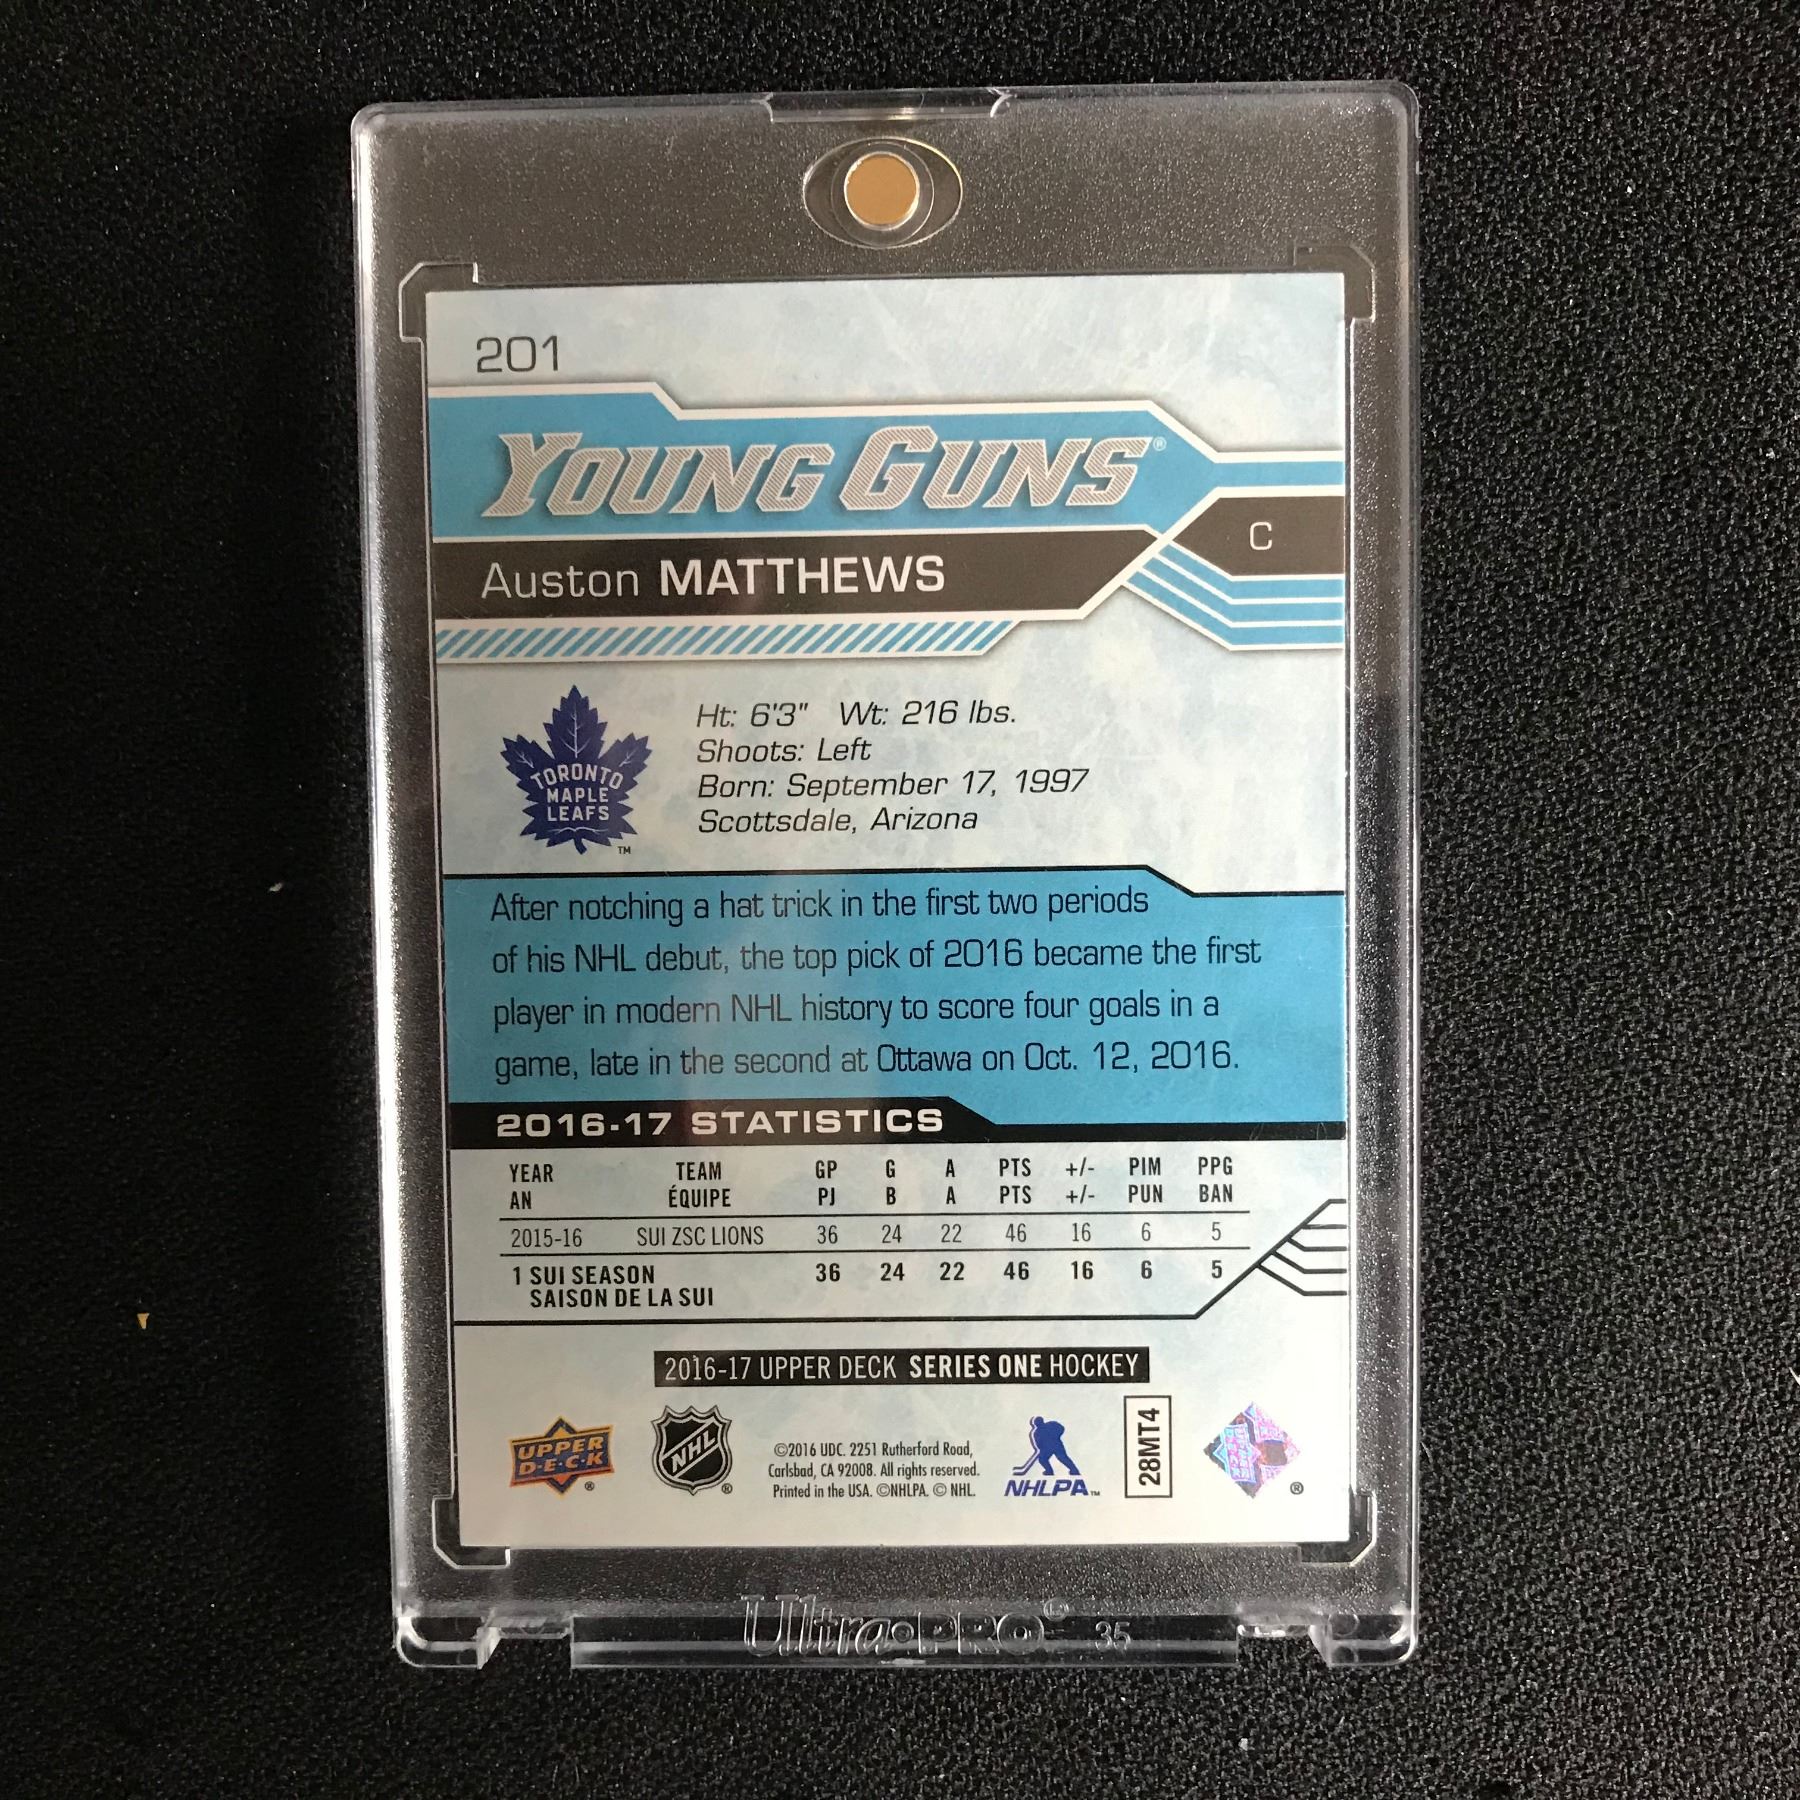 201
YOUNG GUNS®
C
Auston MATTHEWS
TORONTO
MAPLE
LEAFS
TM
Ht: 6'3" Wt: 216 lbs.
Shoots: Left
Born: September 17, 1997
Scottsdale, Arizona
After notching a hat trick in the first two periods
of his NHL debut, the top pick of 2016 became the first
player in modern NHL history to score four goals in a
game, late in the second at Ottawa on Oct. 12, 2016.
2016-17 STATISTICS
YEAR TEAM GP G A PTS +/- PIM PPG
AN ÉQUIPE PJ B A PTS +/- PUN BAN
2015-16 SUI ZSC LIONS 36 24 22 46 16 6 5
1 SUI SEASON 36 24 22 46 16 6 5
SAISON DE LA SUI
2016-17 UPPER DECK SERIES ONE HOCKEY
UPPER
D·E·C·K
®
NHL
®
©2016 UDC. 2251 Rutherford Road,
Carlsbad, CA 92008. All rights reserved.
Printed in the USA. ©NHLPA. © NHL.
NHLPA™
28MT4
®
Ultra·PRO® 35